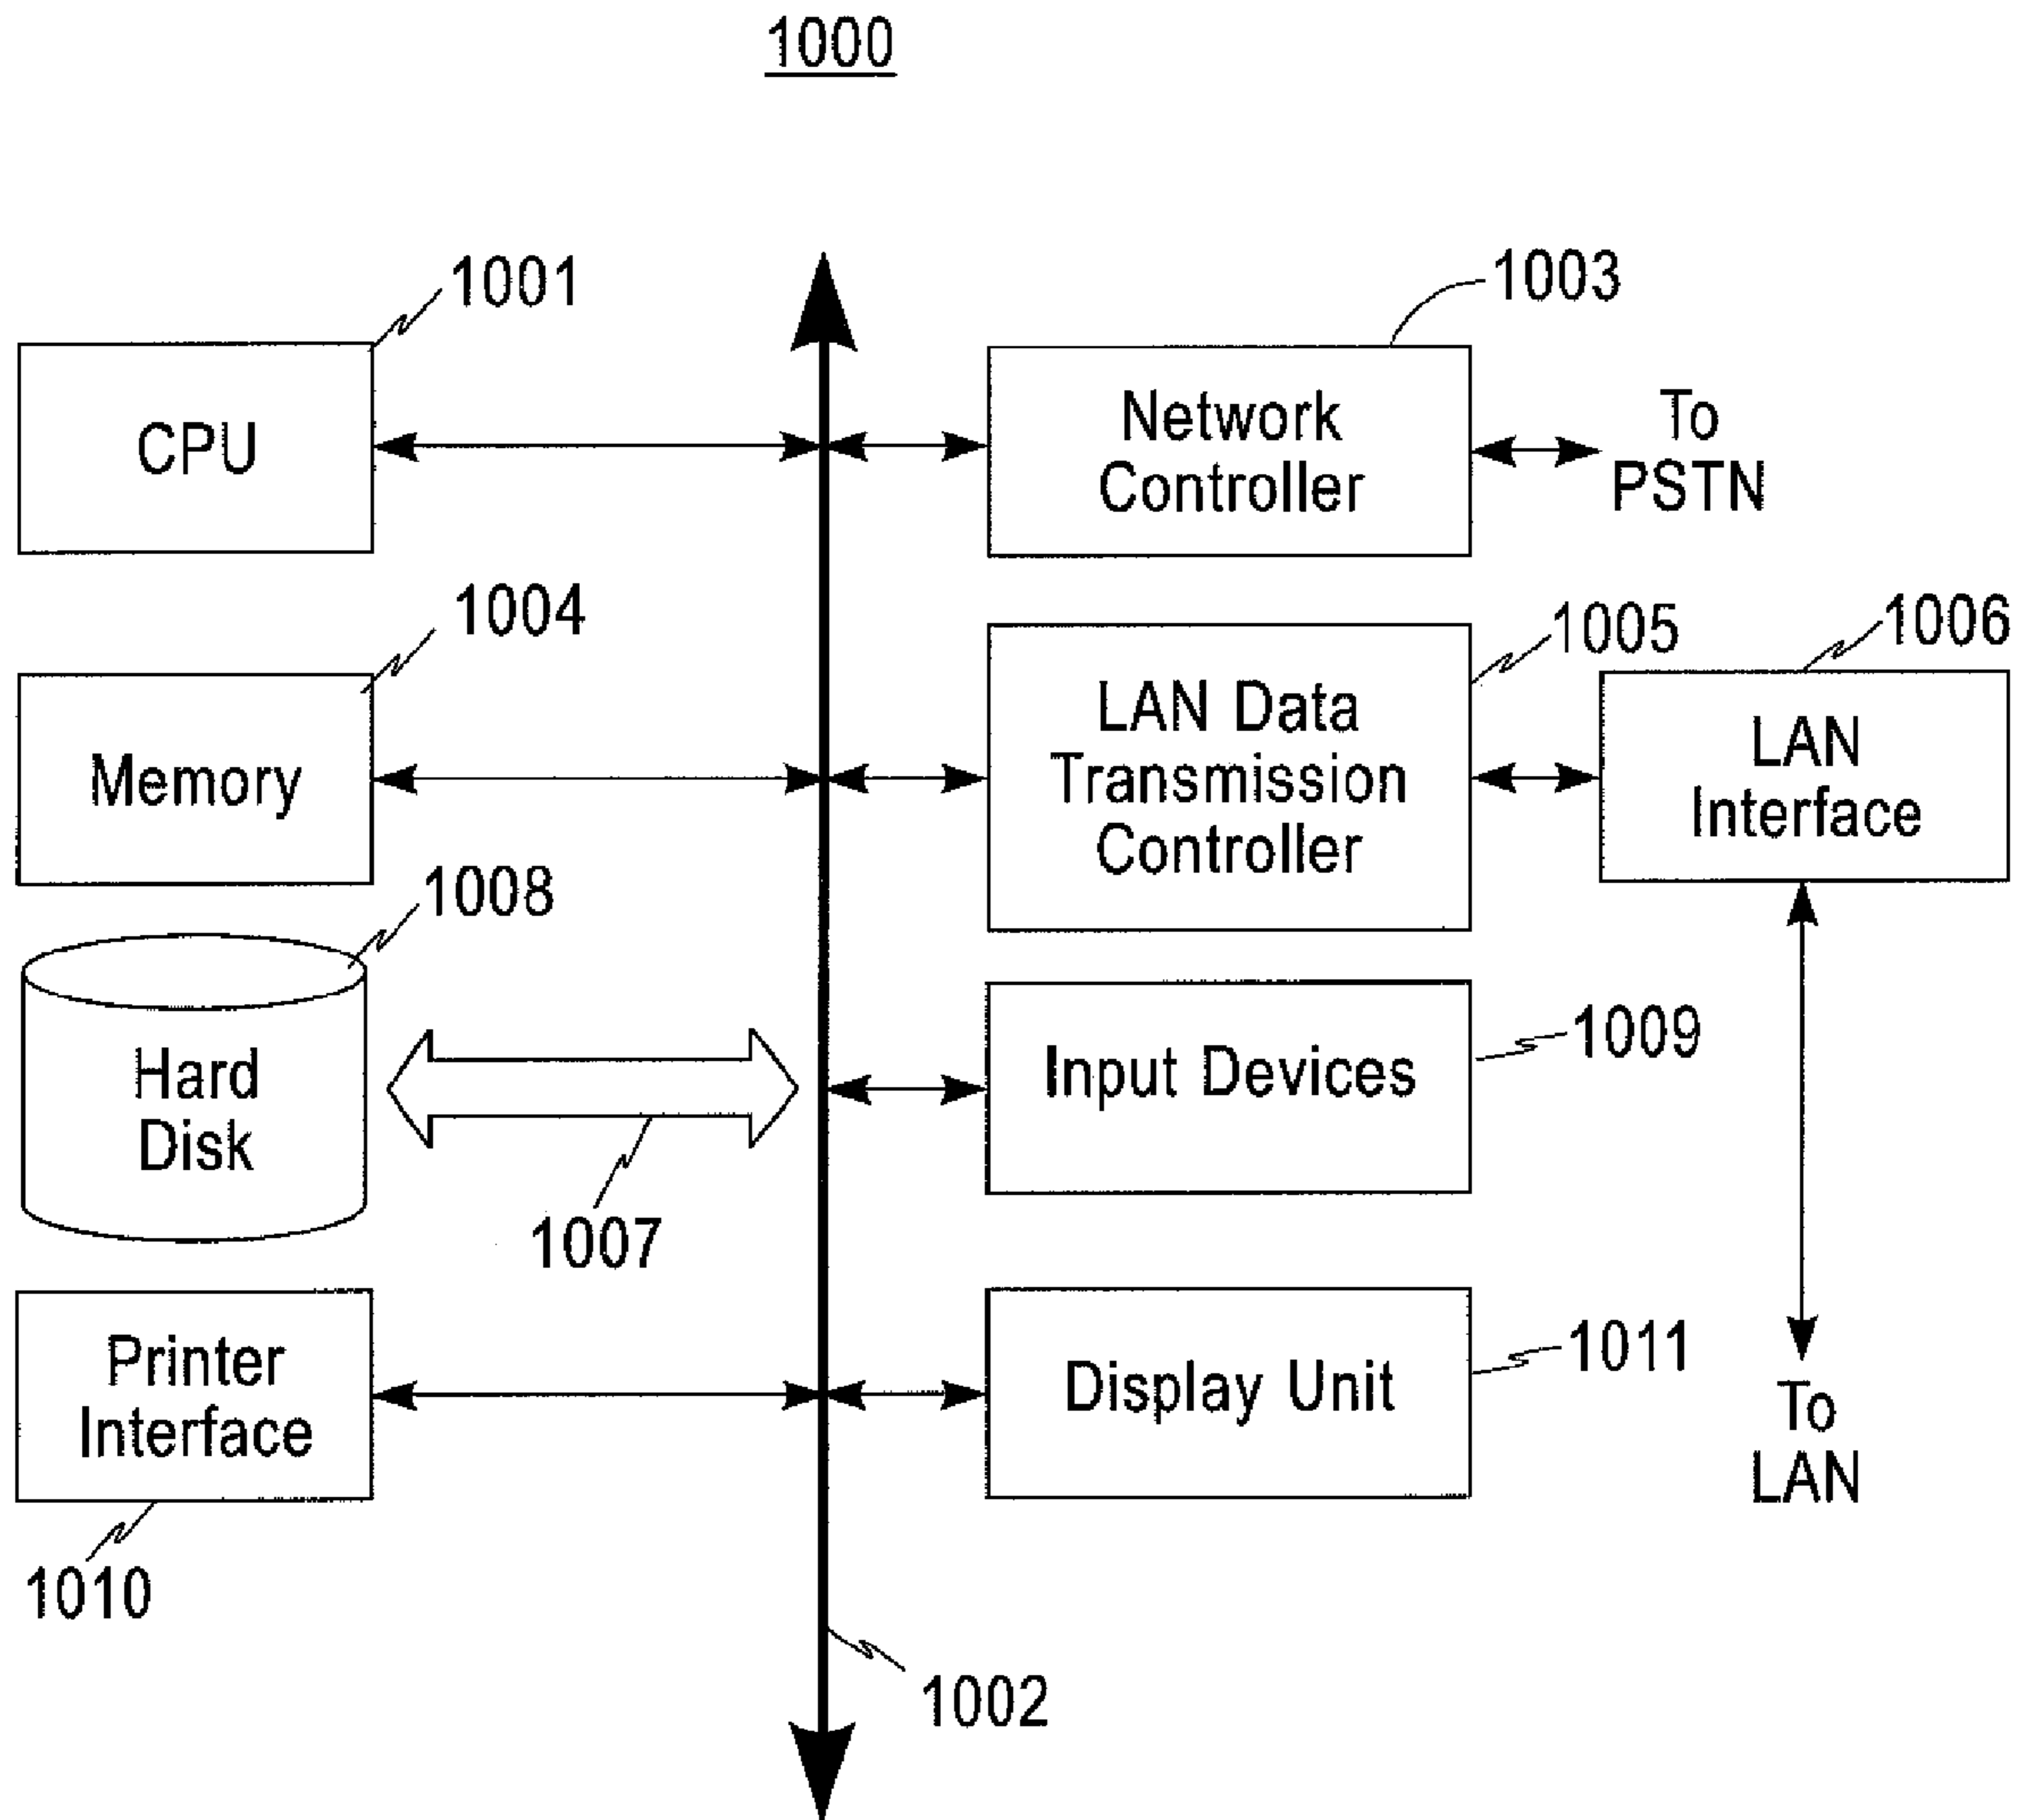 1000
1001
CPU
1003
Network
Controller
To
PSTN
1004
Memory
1005
LAN Data
Transmission
Controller
1006
LAN
Interface
1008
Hard
Disk
1007
1009
Input Devices
Printer
Interface
1010
1011
Display Unit
To
LAN
1002